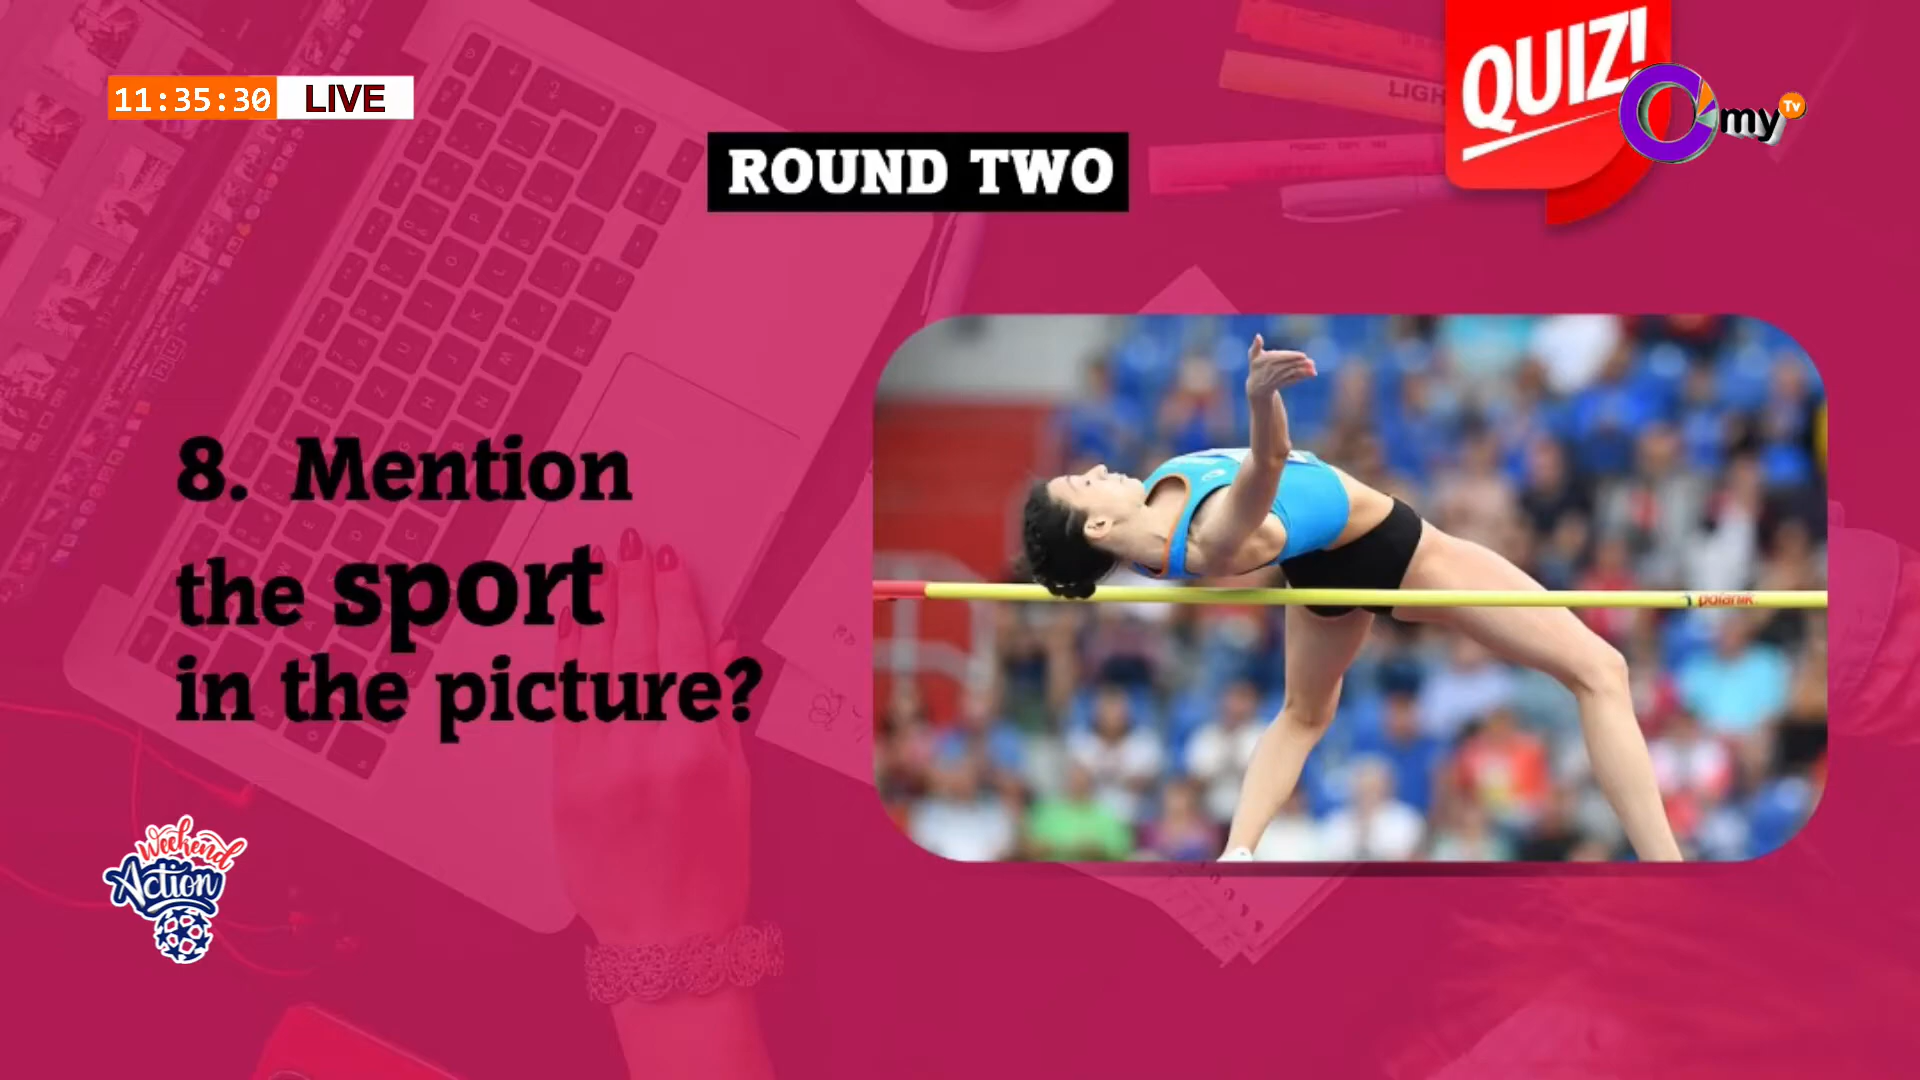 11:35:30 LIVE
QUIZ!
my Tv
LIGH
ROUND TWO
8. Mention
the sport
in the picture?
polanik
Weekend
Action